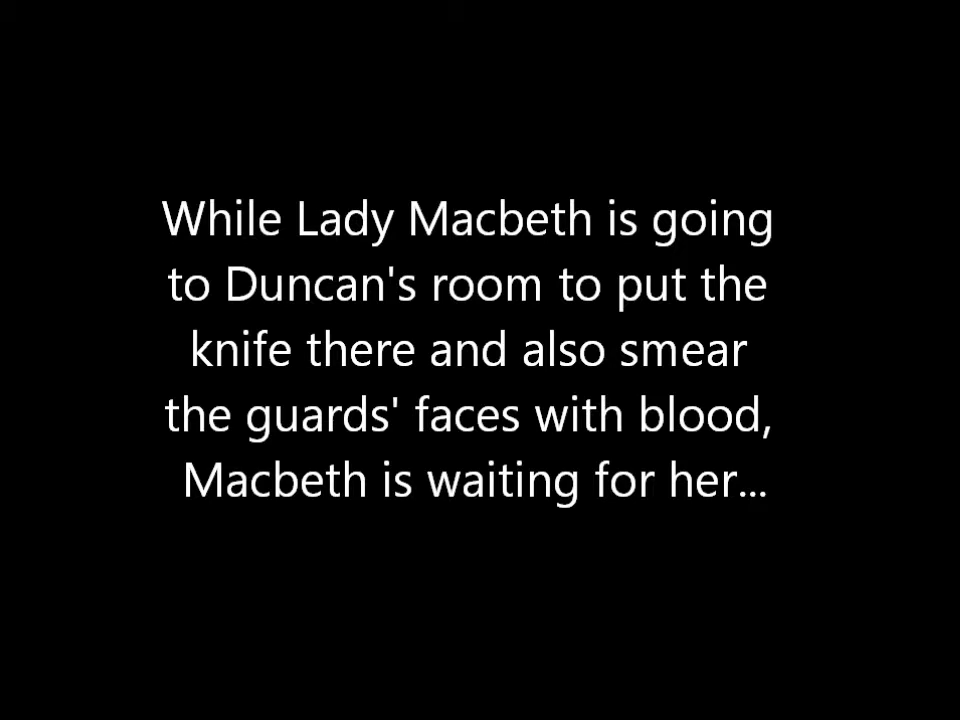 While Lady Macbeth is going
to Duncan's room to put the
knife there and also smear
the guards' faces with blood,
Macbeth is waiting for her...